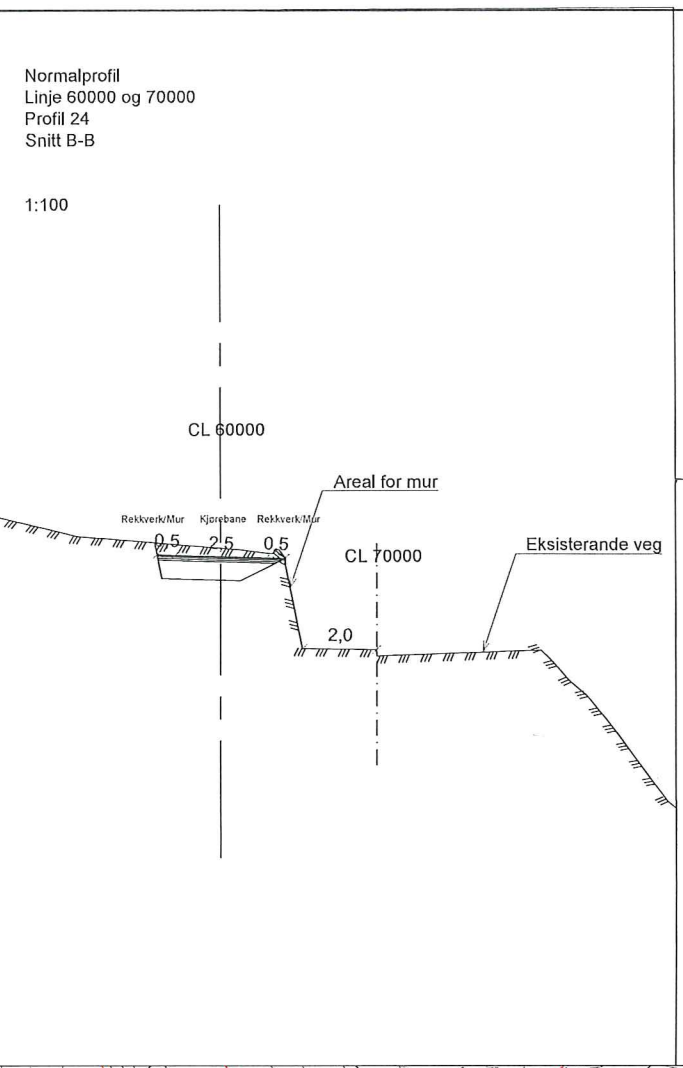 Normalprofil
Linje 60000 og 70000
Profil 24
Snitt B-B
1:100
CL 60000
Areal for mur
Rekkverk/Mur Kjørebane Rekkverk/Mur
0,5 2,5 0,5
CL 70000
Eksisterande veg
2,0